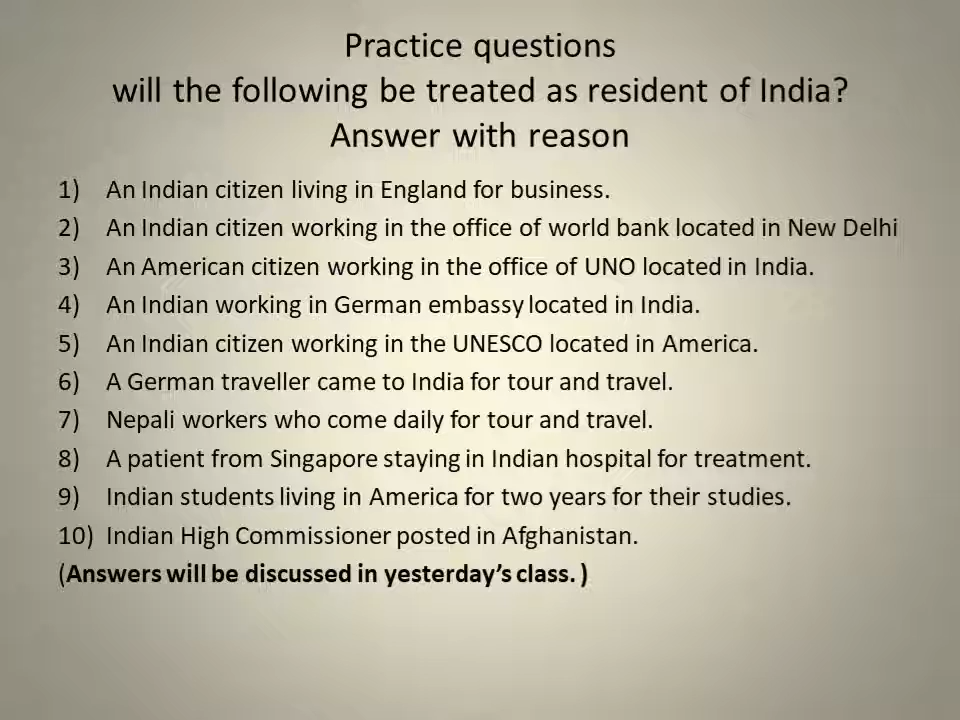 Practice questions
will the following be treated as resident of India?
Answer with reason
1) An Indian citizen living in England for business.
2) An Indian citizen working in the office of world bank located in New Delhi
3) An American citizen working in the office of UNO located in India.
4) An Indian working in German embassy located in India.
5) An Indian citizen working in the UNESCO located in America.
6) A German traveller came to India for tour and travel.
7) Nepali workers who come daily for tour and travel.
8) A patient from Singapore staying in Indian hospital for treatment.
9) Indian students living in America for two years for their studies.
10) Indian High Commissioner posted in Afghanistan.
(Answers will be discussed in yesterday's class. )